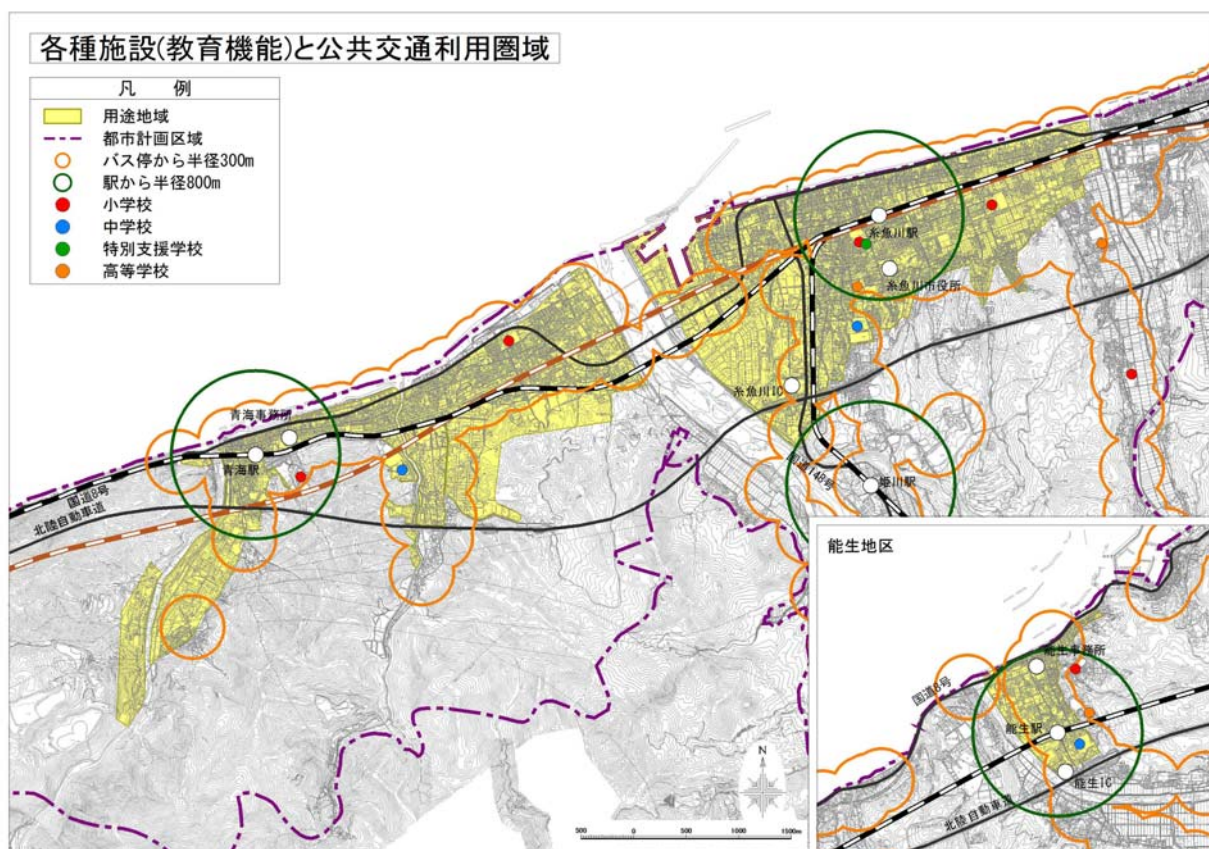 各種施設(教育機能)と公共交通利用圏域
凡　例
用途地域
都市計画区域
バス停から半径300m
駅から半径800m
小学校
中学校
特別支援学校
高等学校
糸魚川駅
糸魚川市役所
糸魚川IC
青海事務所
青海駅
国道8号
北陸自動車道
国道148号
姫川駅
N
500
0
500
1000
1500m
能生地区
能生事務所
国道8号
能生駅
能生IC
北陸自動車道